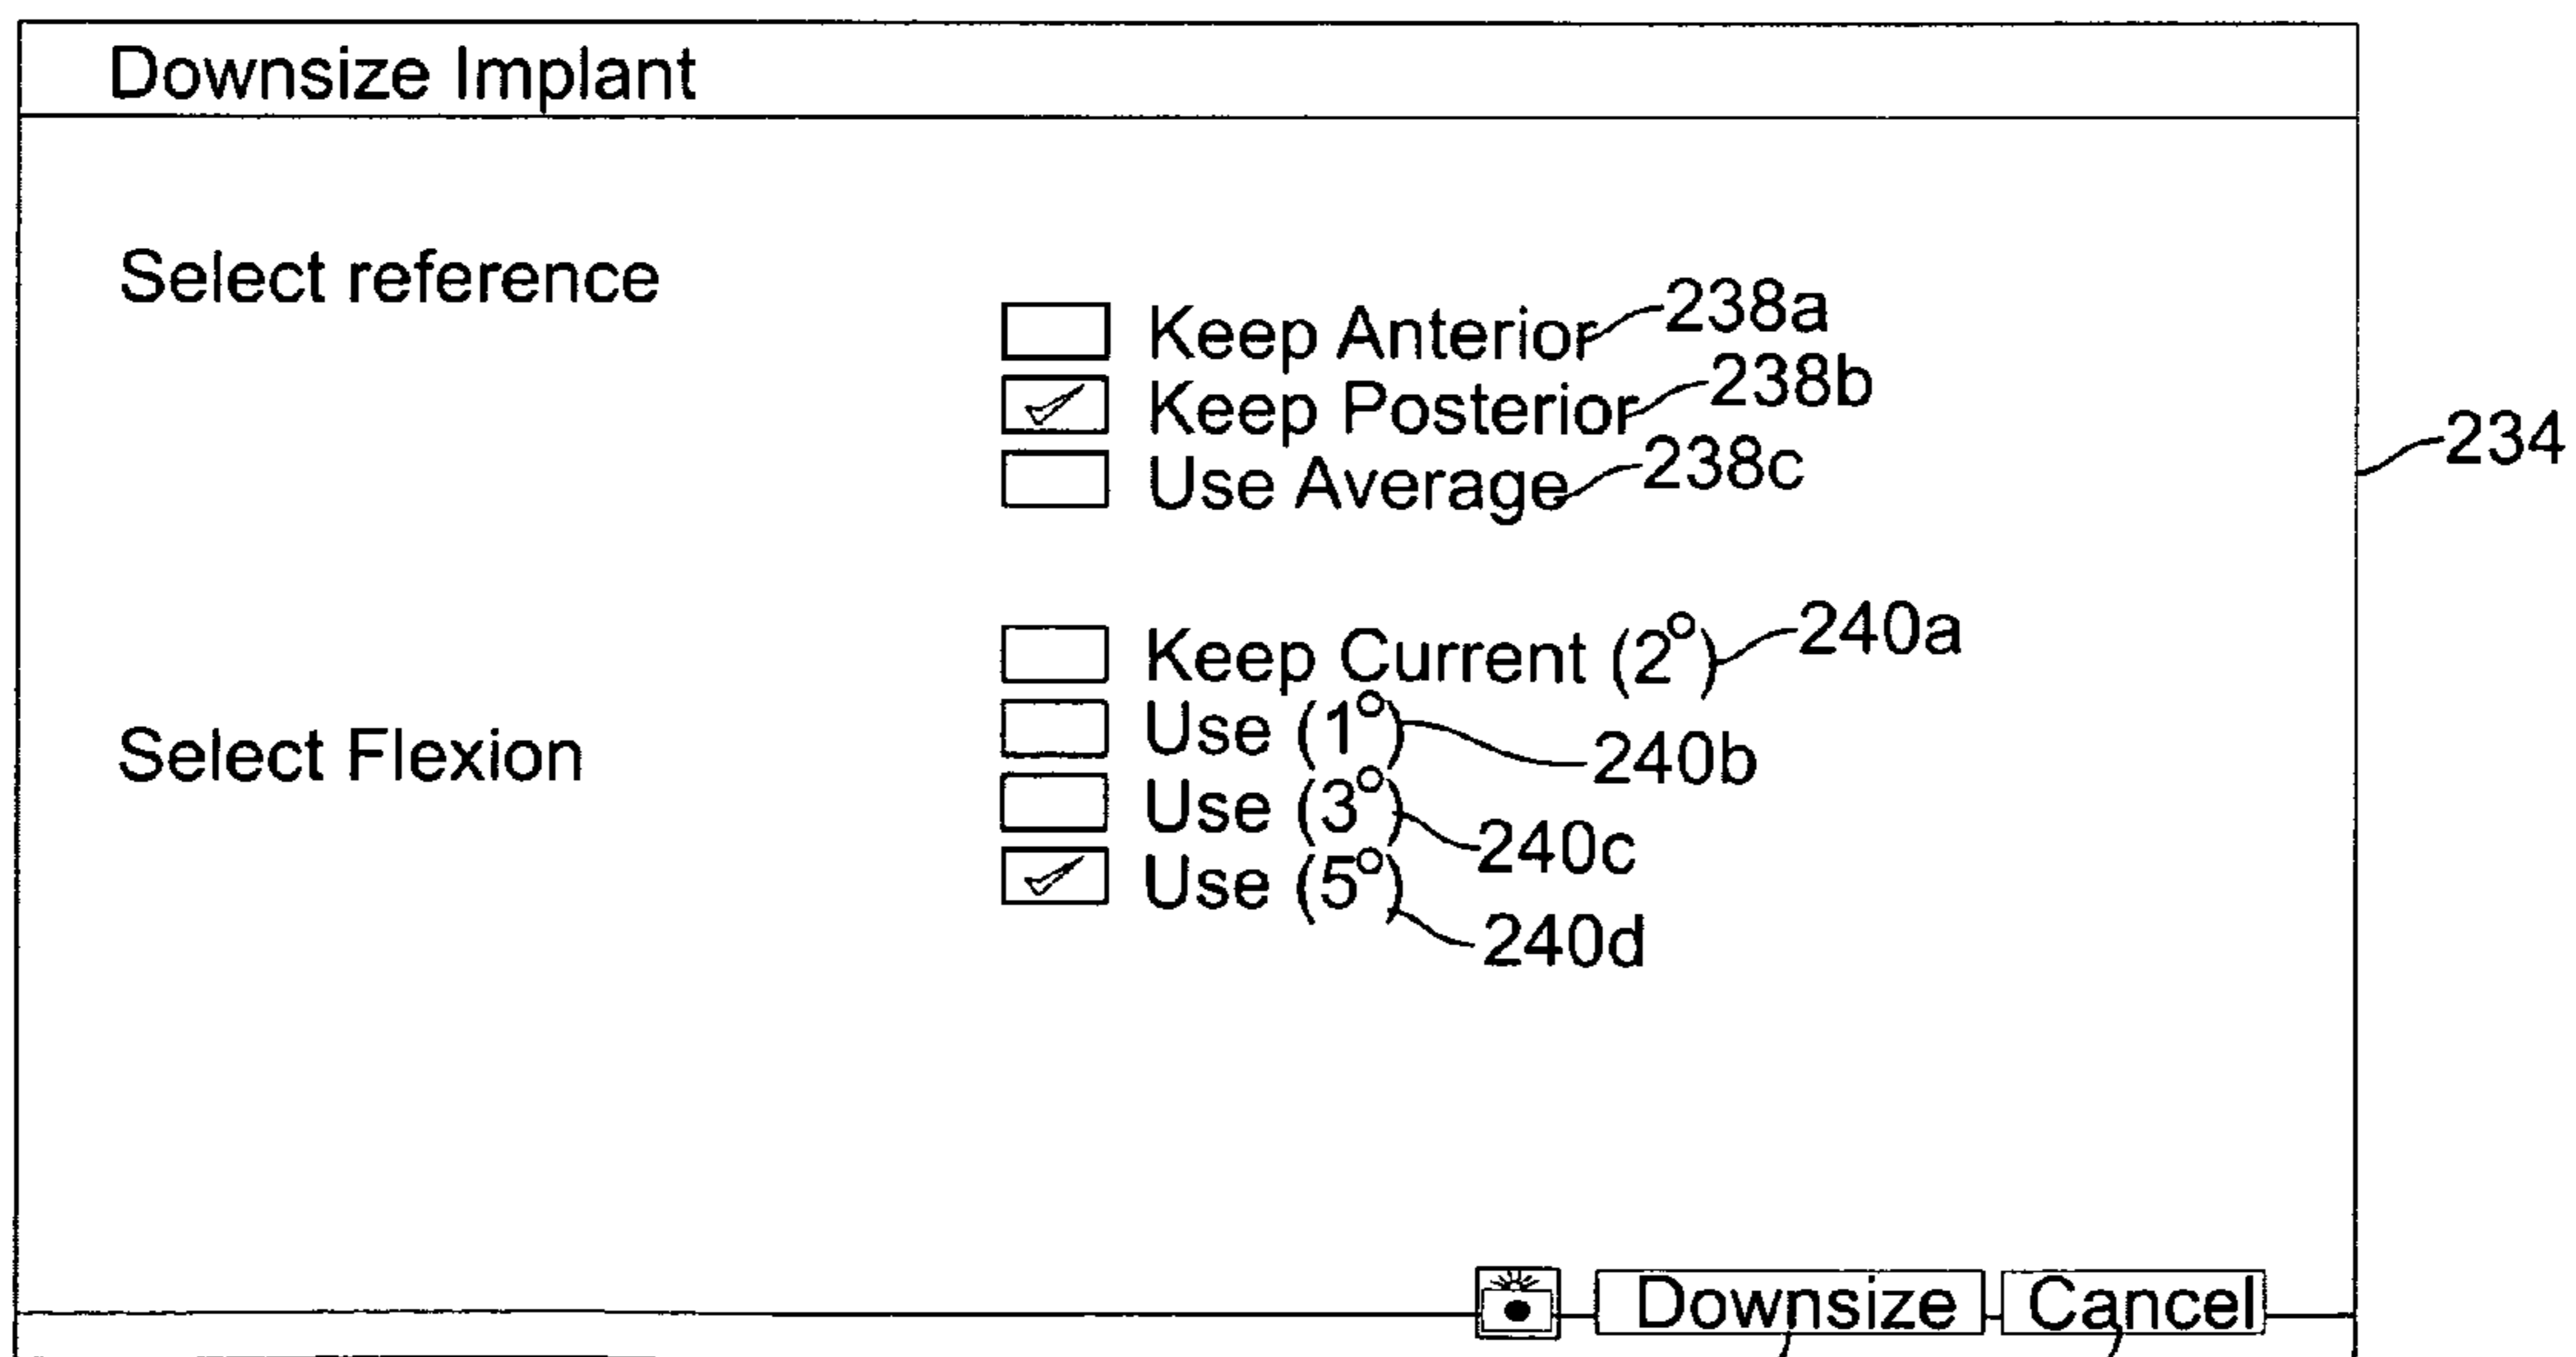 Downsize Implant
Select reference
Keep Anterior 238a
Keep Posterior 238b
Use Average 238c
234
Select Flexion
Keep Current (2°) 240a
Use (1°) 240b
Use (3°) 240c
Use (5°) 240d
Downsize Cancel